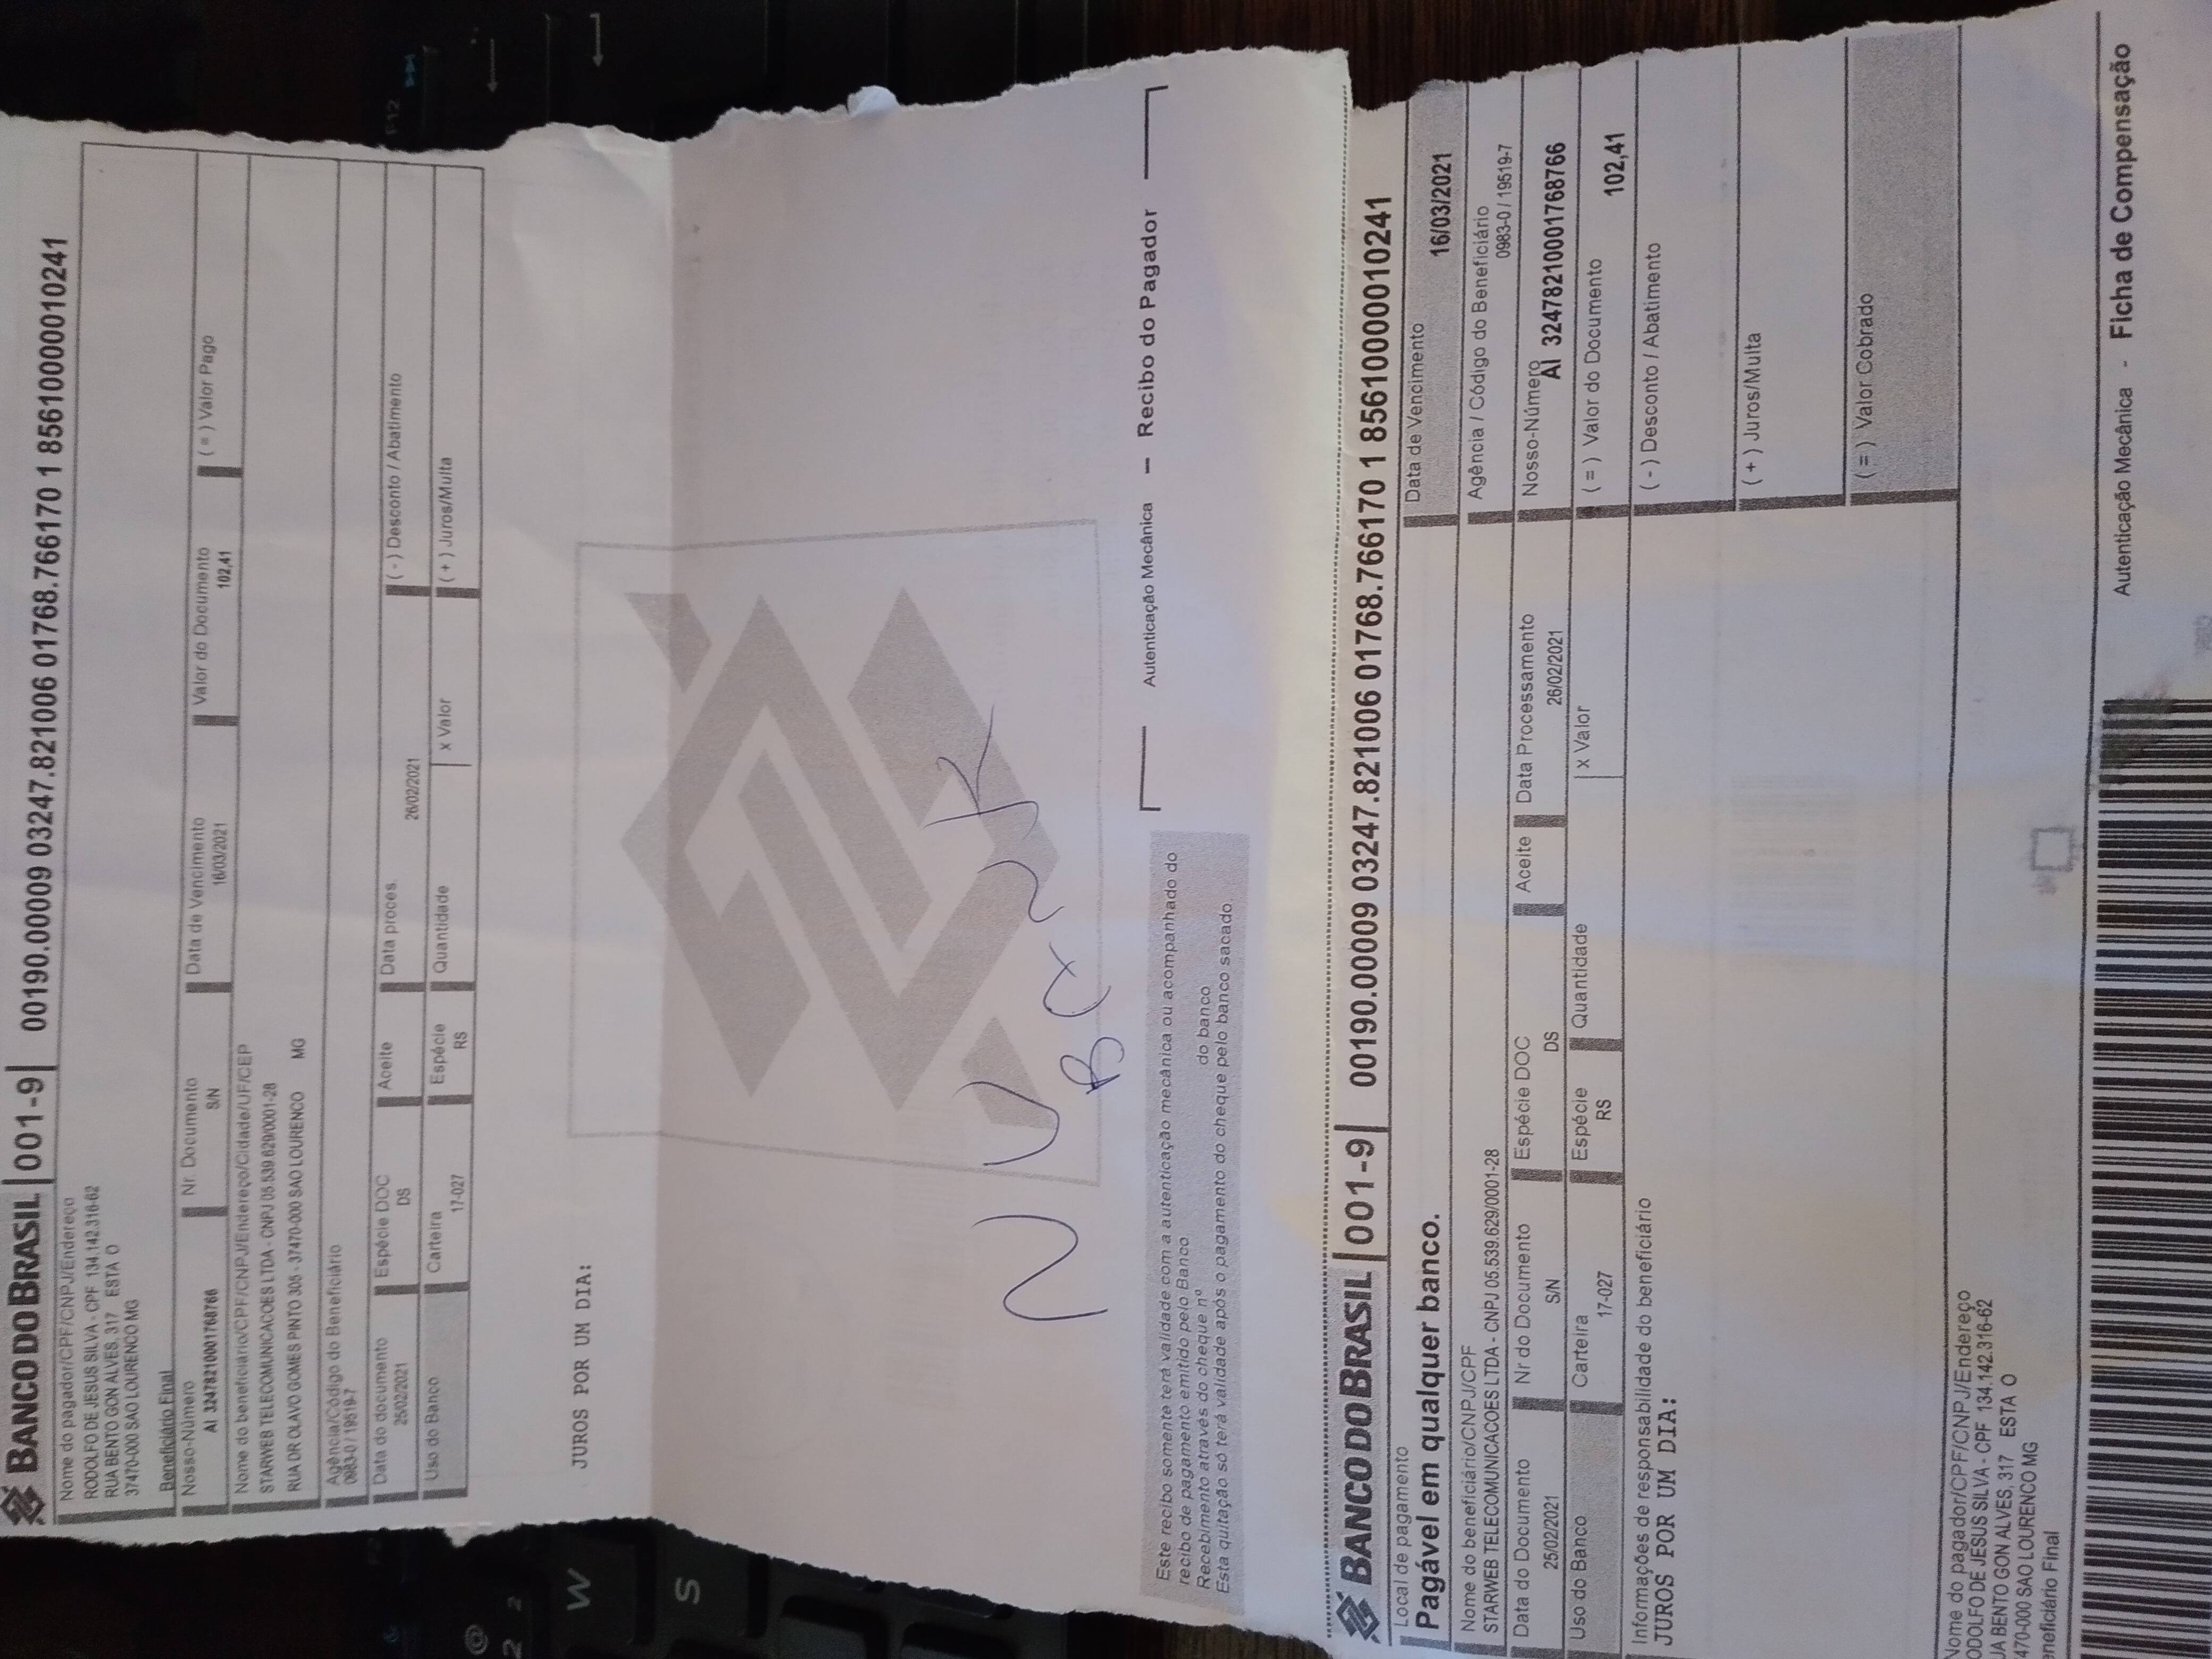 BANCO DO BRASIL |001-9| 00190.00009 03247.821006 01768.766170 1 85610000010241
Nome do pagador/CPF/CNPJ/Endereço
RODOLFO DE JESUS SILVA - CPF 134.142.316-62
RUA BENTO GON ALVES, 317 ESTA O
37470-000 SAO LOURENCO MG
Beneficiário Final
Nosso-Número Nr. Documento Data de Vencimento Valor do Documento ( = ) Valor Pago
AI 32478210001768766 S/N 16/03/2021 102,41
Nome do beneficiário/CPF/CNPJ/Endereço/Cidade/UF/CEP
STARWEB TELECOMUNICACOES LTDA - CNPJ 05.539.629/0001-28
RUA DR OLAVO GOMES PINTO 305 - 37470-000 SAO LOURENCO MG
Agência/Código do Beneficiário
0983-0 / 19519-7
Data do documento Espécie DOC Aceite Data proces. ( - ) Desconto / Abatimento
25/02/2021 DS 26/02/2021
Uso do Banco Carteira Espécie Quantidade x Valor ( + ) Juros/Multa
17-027 RS
JUROS POR UM DIA:
NUBank
Este recibo somente terá validade com a autenticação mecânica ou acompanhado do
recibo de pagamento emitido pelo Banco.
Recebimento através do cheque nº do banco
Esta quitação só terá validade após o pagamento do cheque pelo banco sacado.
Autenticação Mecânica – Recibo do Pagador
BANCO DO BRASIL |001-9| 00190.00009 03247.821006 01768.766170 1 85610000010241
Local de pagamento Data de Vencimento
Pagável em qualquer banco. 16/03/2021
Nome do beneficiário/CNPJ/CPF Agência / Código do Beneficiário
STARWEB TELECOMUNICACOES LTDA - CNPJ 05.539.629/0001-28 0983-0 / 19519-7
Data do Documento Nr do Documento Espécie DOC Aceite Data Processamento Nosso-Número
25/02/2021 S/N DS 26/02/2021 AI 32478210001768766
Uso do Banco Carteira Espécie Quantidade x Valor ( = ) Valor do Documento
17-027 RS 102,41
Informações de responsabilidade do beneficiário ( - ) Desconto / Abatimento
JUROS POR UM DIA:
( + ) Juros/Multa
( = ) Valor Cobrado
Nome do pagador/CPF/CNPJ/Endereço
ODOLFO DE JESUS SILVA - CPF 134.142.316-62
UA BENTO GON ALVES, 317 ESTA O
470-000 SAO LOURENCO MG
eneficiário Final
Autenticação Mecânica - Ficha de Compensação
F12
@
2 2
W
S